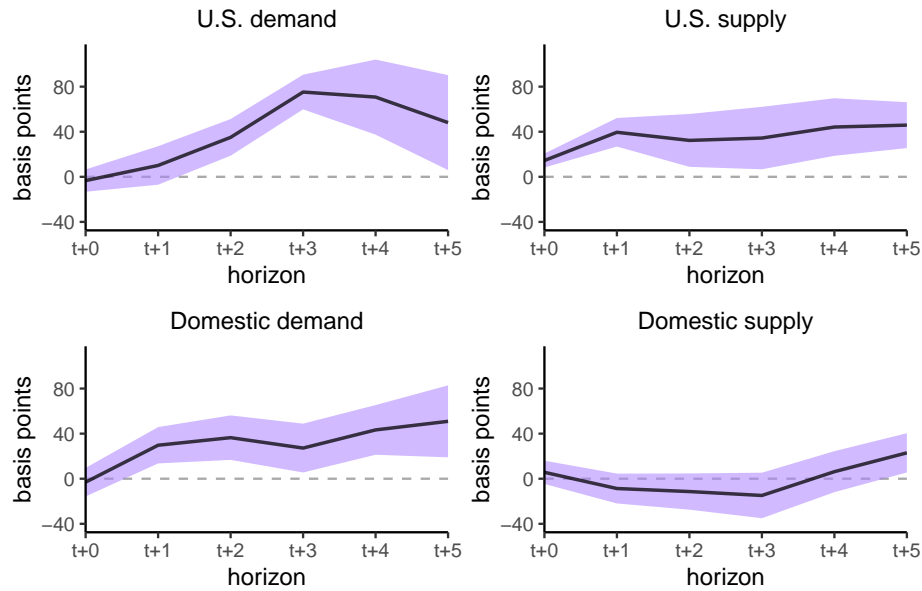 U.S. demand
basis points
80
40
0
−40
t+0 t+1 t+2 t+3 t+4 t+5
horizon
U.S. supply
basis points
80
40
0
−40
t+0 t+1 t+2 t+3 t+4 t+5
horizon
Domestic demand
basis points
80
40
0
−40
t+0 t+1 t+2 t+3 t+4 t+5
horizon
Domestic supply
basis points
80
40
0
−40
t+0 t+1 t+2 t+3 t+4 t+5
horizon